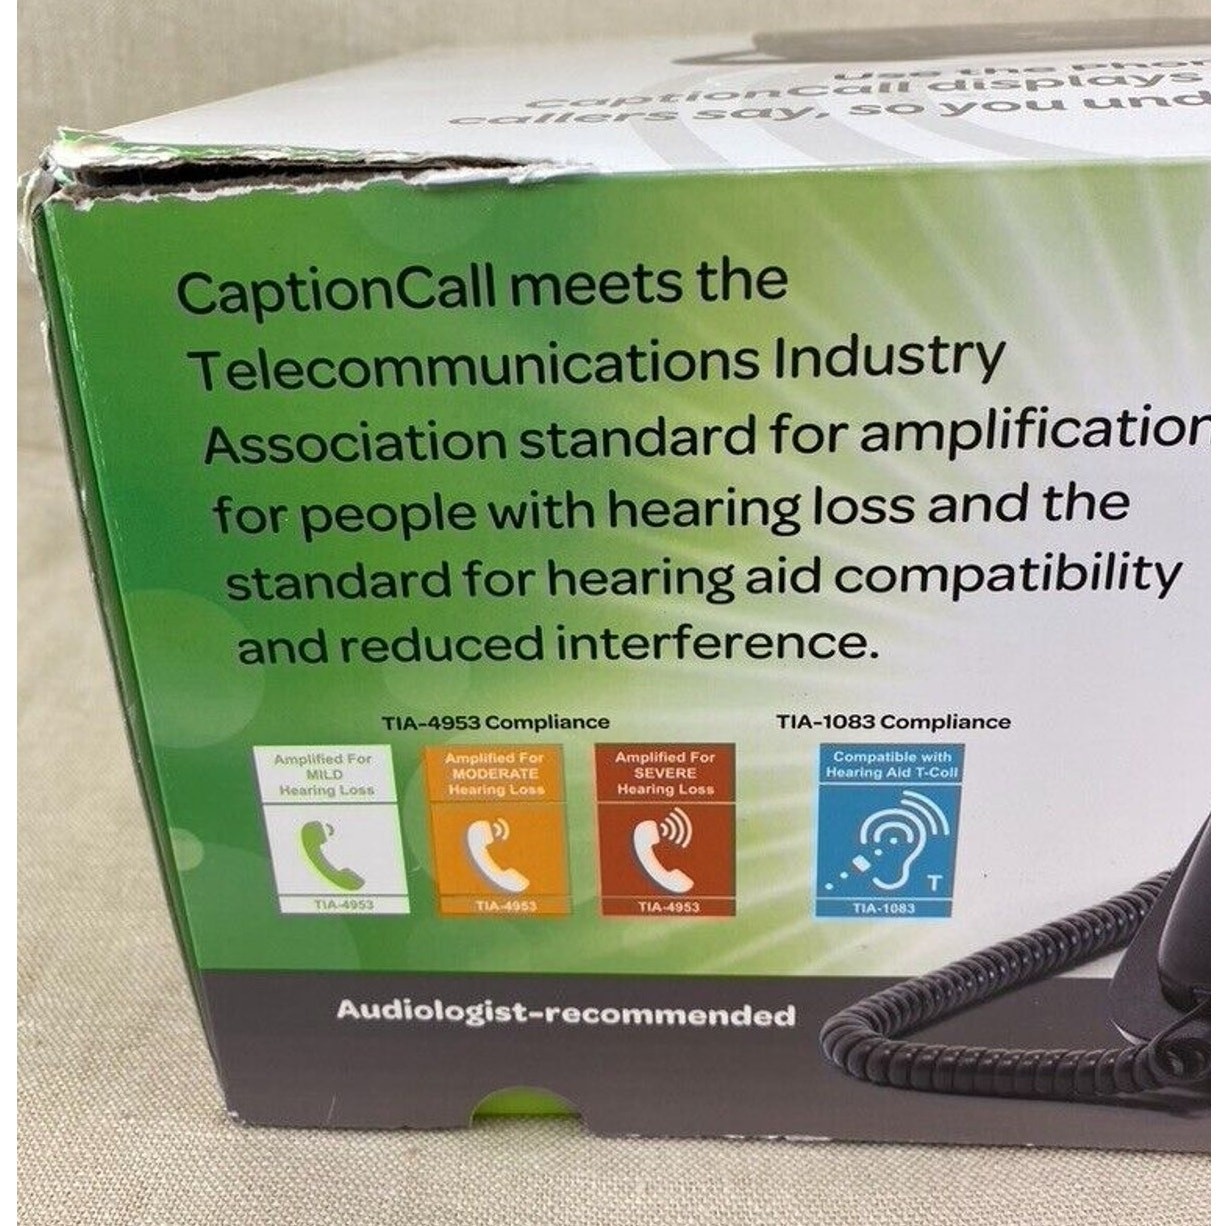 Use the Phon
CaptionCall displays
callers say, so you und
CaptionCall meets the
Telecommunications Industry
Association standard for amplification
for people with hearing loss and the
standard for hearing aid compatibility
and reduced interference.
TIA-4953 Compliance
TIA-1083 Compliance
Amplified For
MILD
Hearing Loss
TIA-4953
Amplified For
MODERATE
Hearing Loss
TIA-4953
Amplified For
SEVERE
Hearing Loss
TIA-4953
Compatible with
Hearing Aid T-Coil
T
TIA-1083
Audiologist-recommended